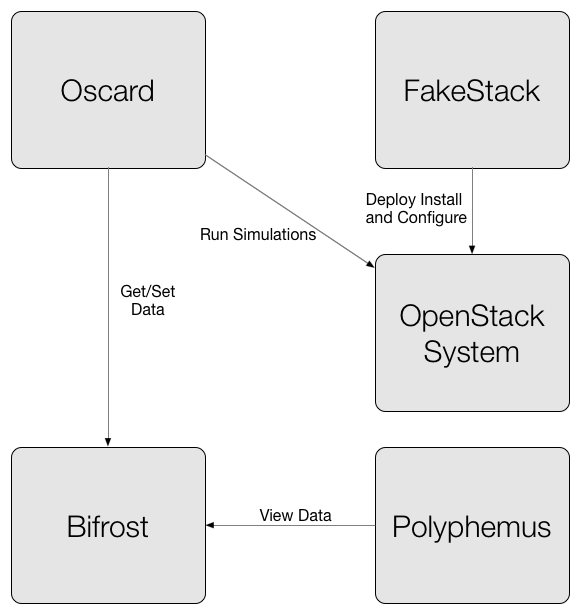 Oscard
FakeStack
Deploy Install
and Configure
Run Simulations
Get/Set
Data
OpenStack
System
Bifrost
View Data
Polyphemus